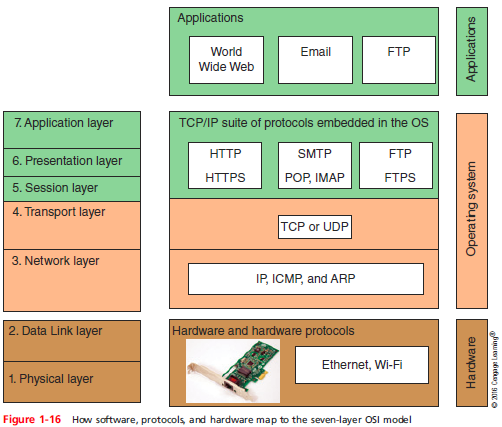 Applications
World
Wide Web
Email
FTP
Applications
7. Application layer
6. Presentation layer
5. Session layer
4. Transport layer
3. Network layer
2. Data Link layer
1. Physical layer
TCP/IP suite of protocols embedded in the OS
HTTP
HTTPS
SMTP
POP, IMAP
FTP
FTPS
TCP or UDP
IP, ICMP, and ARP
Operating system
Hardware and hardware protocols
Ethernet, Wi-Fi
Hardware
© 2016 Cengage Learning®
Figure 1-16 How software, protocols, and hardware map to the seven-layer OSI model